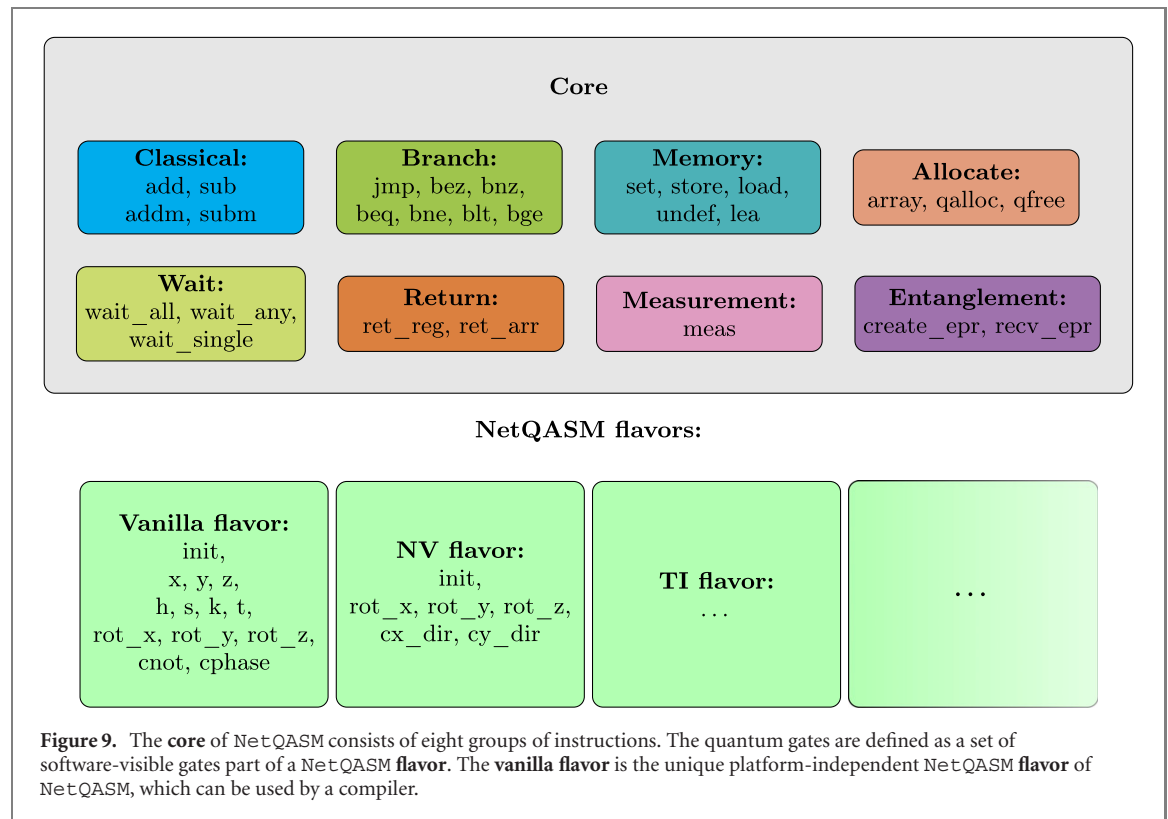 Core
Classical:
add, sub
addm, subm
Branch:
jmp, bez, bnz,
beq, bne, blt, bge
Memory:
set, store, load,
undef, lea
Allocate:
array, qalloc, qfree
Wait:
wait_all, wait_any,
wait_single
Return:
ret_reg, ret_arr
Measurement:
meas
Entanglement:
create_epr, recv_epr
NetQASM flavors:
Vanilla flavor:
init,
x, y, z,
h, s, k, t,
rot_x, rot_y, rot_z,
cnot, cphase
NV flavor:
init,
rot_x, rot_y, rot_z,
cx_dir, cy_dir
TI flavor:
...
...
Figure 9. The core of NetQASM consists of eight groups of instructions. The quantum gates are defined as a set of
software-visible gates part of a NetQASM flavor. The vanilla flavor is the unique platform-independent NetQASM flavor of
NetQASM, which can be used by a compiler.